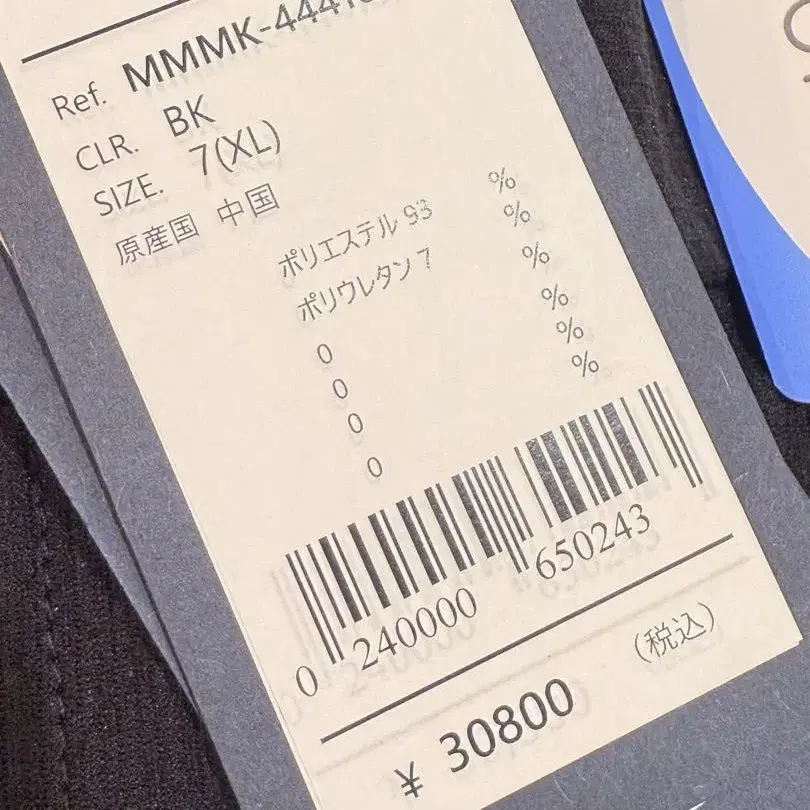 Ref. MMMK-4441
CLR. BK
SIZE. 7(XL)
原産国 中国
ポリエステル 93 %
ポリウレタン 7 %
0 %
0 %
0 %
0 %
0 240000 650243
(税込)
¥ 30800